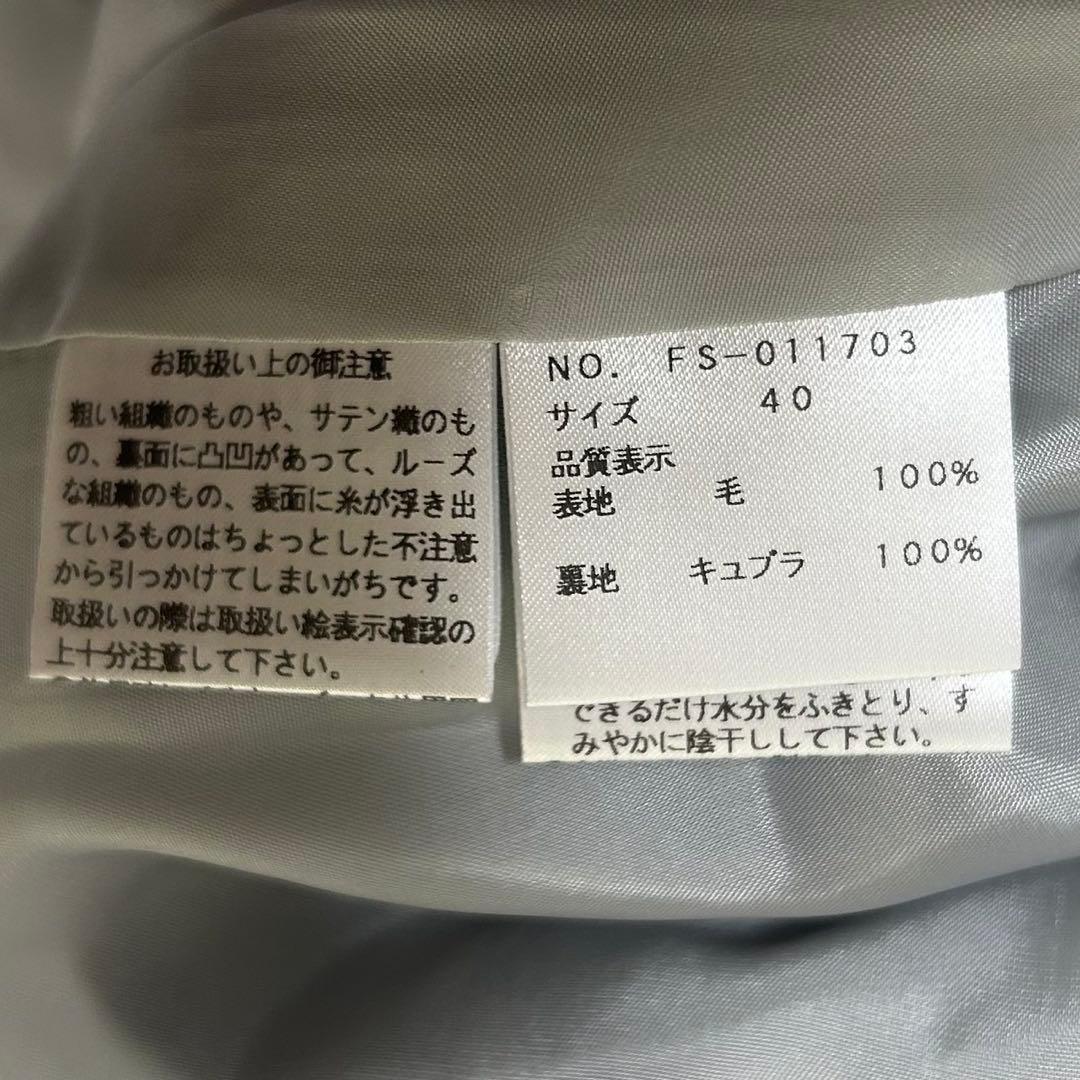 お取扱い上の御注意
粗い組織のものや、サテン織のも
の、裏面に凸凹があって、ルーズ
な組織のもの、表面に糸が浮き出
ているものはちょっとした不注意
から引っかけてしまいがちです。
取扱いの際は取扱い絵表示確認の
上十分注意して下さい。
NO. FS-011703
サイズ 40
品質表示
表地 毛 100%
裏地 キュプラ 100%
できるだけ水分をふきとり、す
みやかに陰干しして下さい。